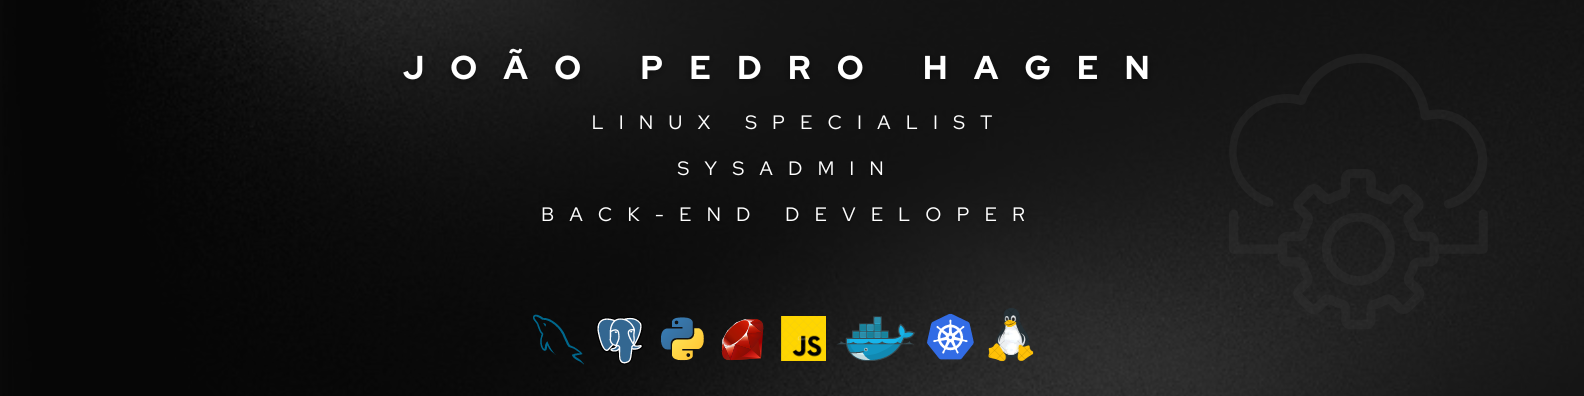 JOÃO PEDRO HAGEN
LINUX SPECIALIST
SYSADMIN
BACK-END DEVELOPER
JS